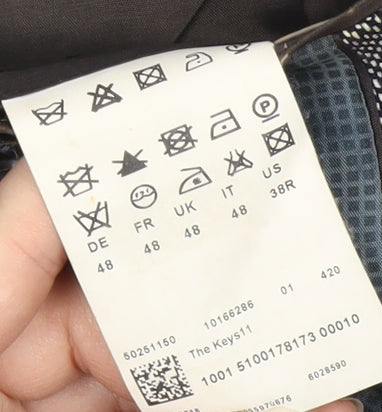 P
DE FR UK IT US
48 48 48 48 38R
50251150 10166286 01 420
The Keys11
1001 5100178173 00010
6028590